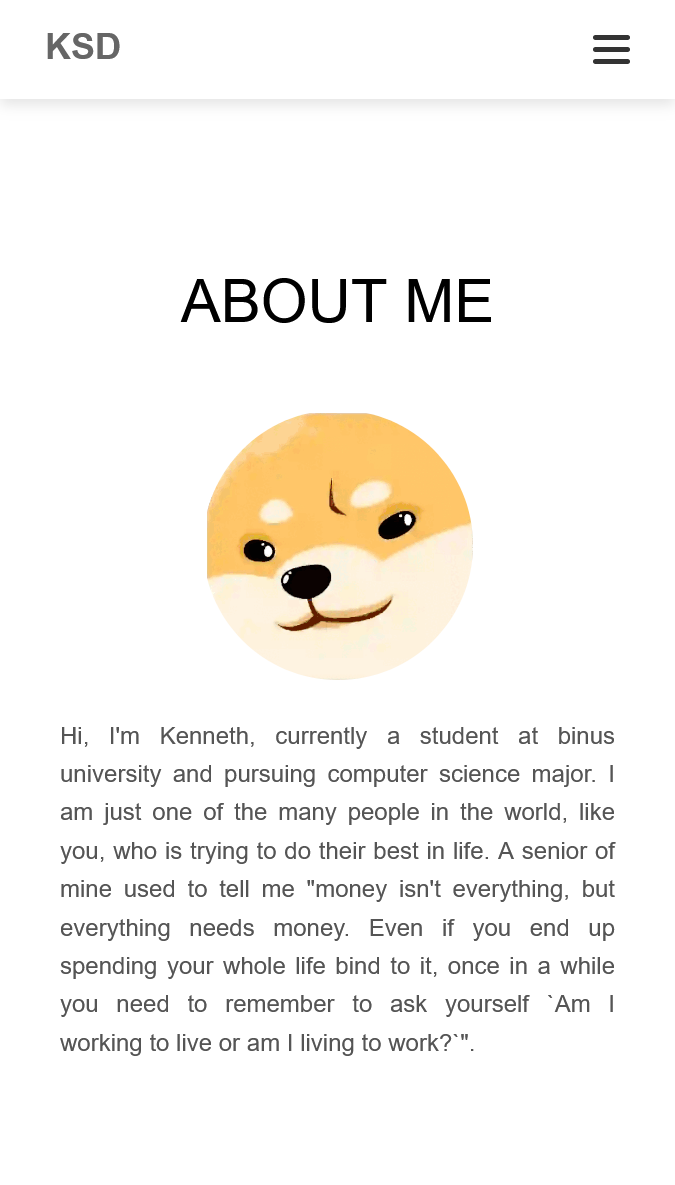 KSD
ABOUT ME
Hi, I'm Kenneth, currently a student at binus
university and pursuing computer science major. I
am just one of the many people in the world, like
you, who is trying to do their best in life. A senior of
mine used to tell me "money isn't everything, but
everything needs money. Even if you end up
spending your whole life bind to it, once in a while
you need to remember to ask yourself `Am I
working to live or am I living to work?`".